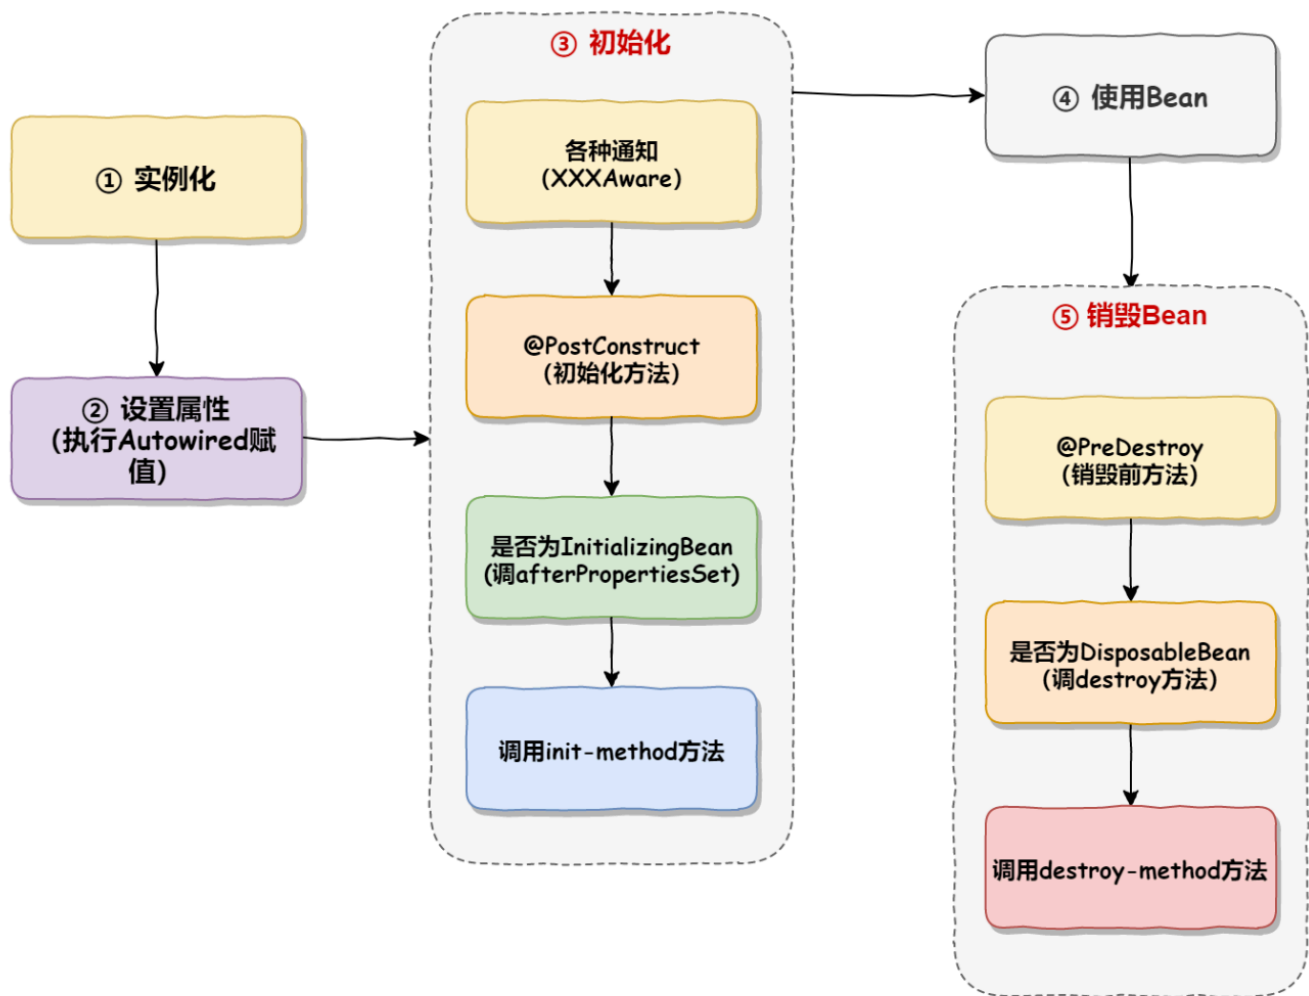 ① 实例化
② 设置属性
(执行Autowired赋
值)
③ 初始化
各种通知
(XXXAware)
@PostConstruct
(初始化方法)
是否为InitializingBean
(调afterPropertiesSet)
调用init-method方法
④ 使用Bean
⑤ 销毁Bean
@PreDestroy
(销毁前方法)
是否为DisposableBean
(调destroy方法)
调用destroy-method方法